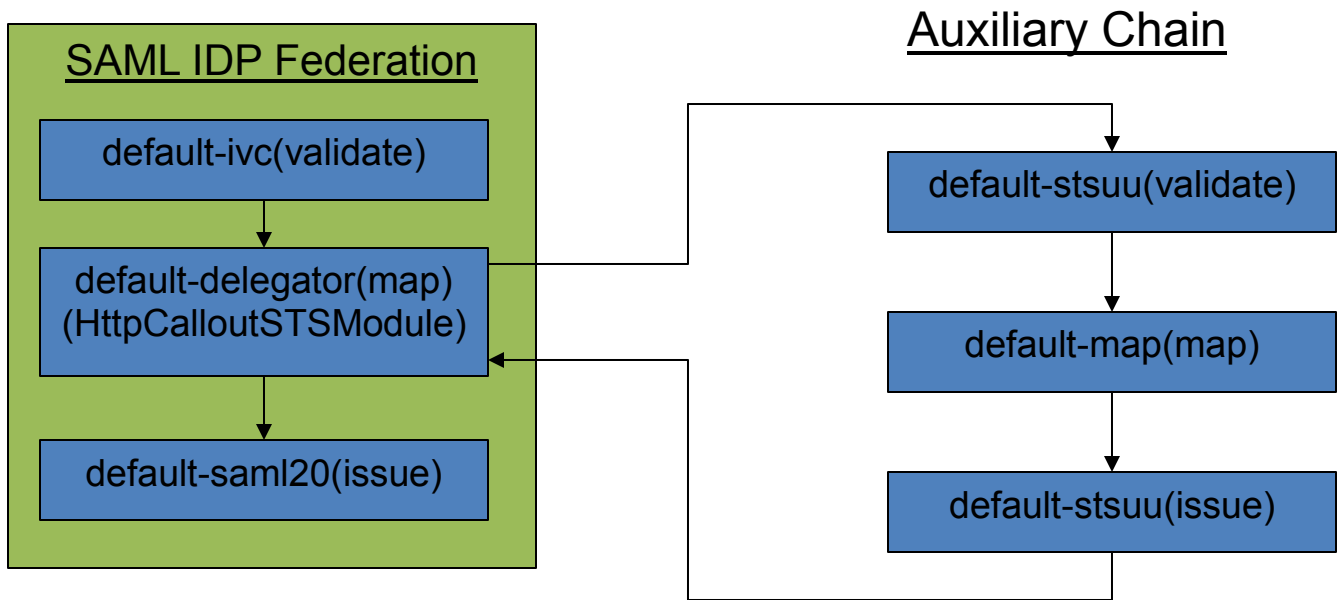 SAML IDP Federation
default-ivc(validate)
default-delegator(map)
(HttpCalloutSTSModule)
default-saml20(issue)
Auxiliary Chain
default-stsuu(validate)
default-map(map)
default-stsuu(issue)